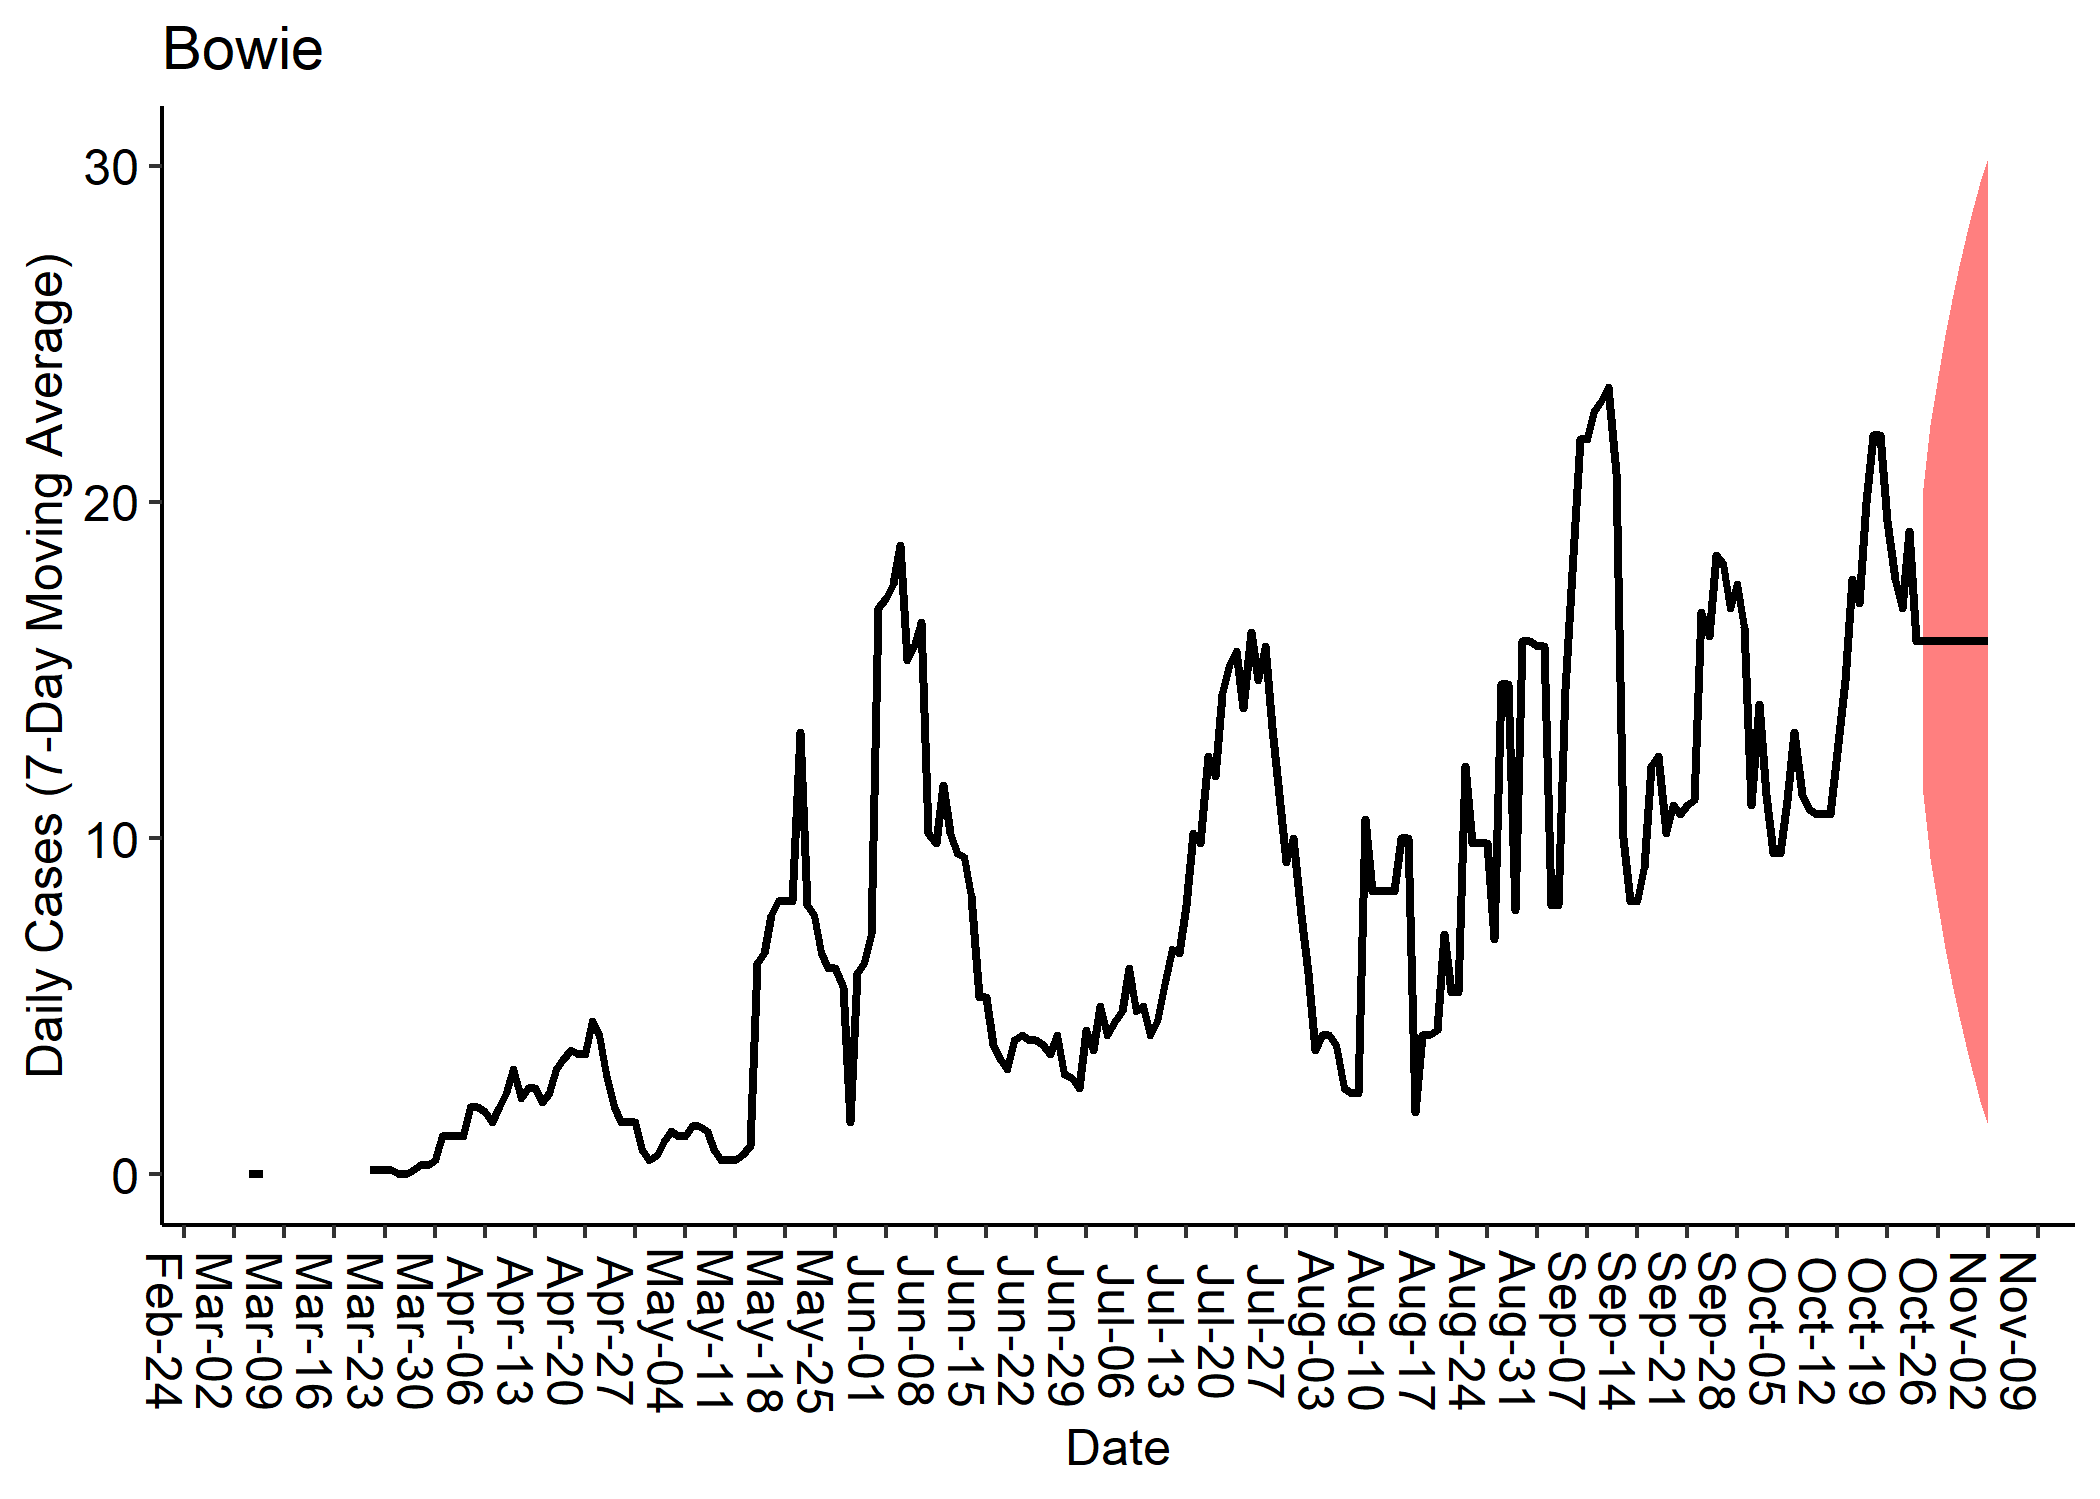 Bowie
Daily Cases (7-Day Moving Average)
30
20
10
0
Feb-24
Mar-02
Mar-09
Mar-16
Mar-23
Mar-30
Apr-06
Apr-13
Apr-20
Apr-27
May-04
May-11
May-18
May-25
Jun-01
Jun-08
Jun-15
Jun-22
Jun-29
Jul-06
Jul-13
Jul-20
Jul-27
Aug-03
Aug-10
Aug-17
Aug-24
Aug-31
Sep-07
Sep-14
Sep-21
Sep-28
Oct-05
Oct-12
Oct-19
Oct-26
Nov-02
Nov-09
Date